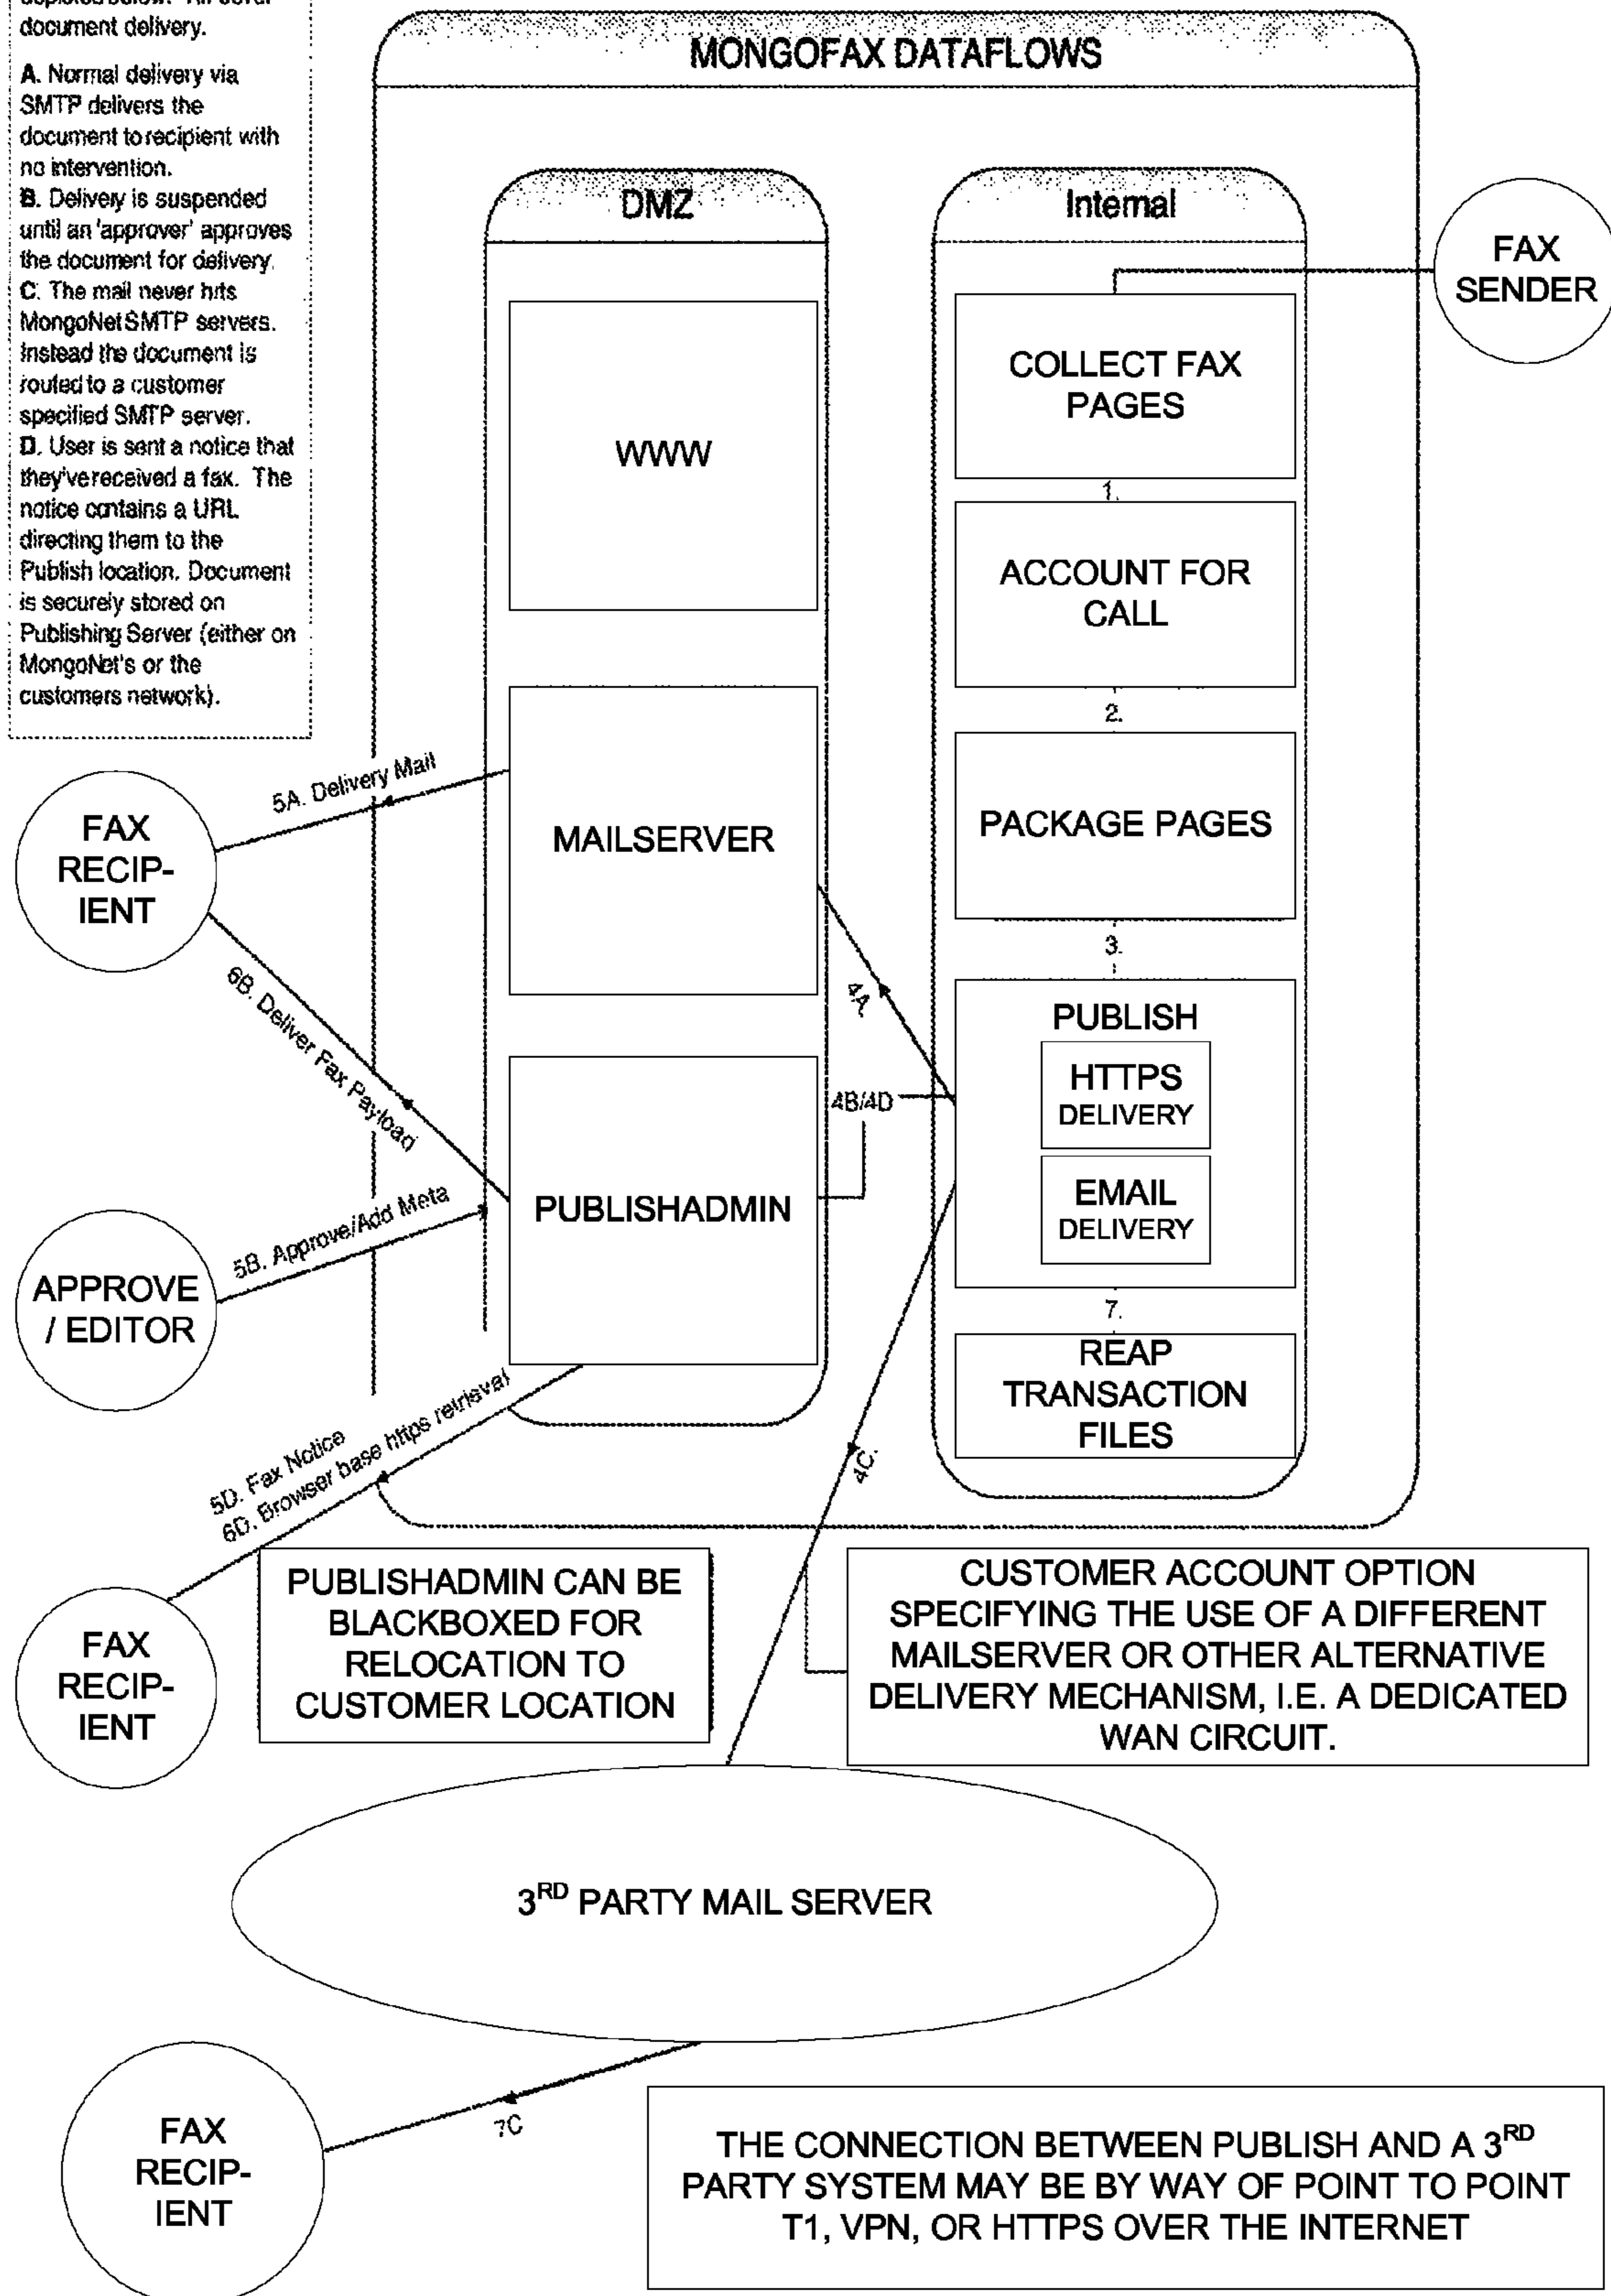 document delivery.
A. Normal delivery via
SMTP delivers the
document to recipient with
no intervention.
B. Delivery is suspended
until an 'approver' approves
the document for delivery.
C. The mail never hits
MongoNet SMTP servers.
Instead the document is
routed to a customer
specified SMTP server.
D. User is sent a notice that
they've received a fax. The
notice contains a URL
directing them to the
Publish location. Document
is securely stored on
Publishing Server (either on
MongoNet's or the
customers network).
MONGOFAX DATAFLOWS
DMZ
Internal
FAX
SENDER
COLLECT FAX
PAGES
1.
WWW
ACCOUNT FOR
CALL
2.
5A. Delivery Mail
MAILSERVER
PACKAGE PAGES
FAX
RECIP-
IENT
3.
4A.
6B. Deliver Fax Payload
PUBLISH
HTTPS
DELIVERY
4B/4D
EMAIL
DELIVERY
PUBLISHADMIN
5B. Approve/Add Meta
APPROVE
/ EDITOR
7.
REAP
TRANSACTION
FILES
4C.
5D. Fax Notice
6D. Browser base https retrieval
FAX
RECIP-
IENT
PUBLISHADMIN CAN BE
BLACKBOXED FOR
RELOCATION TO
CUSTOMER LOCATION
CUSTOMER ACCOUNT OPTION
SPECIFYING THE USE OF A DIFFERENT
MAILSERVER OR OTHER ALTERNATIVE
DELIVERY MECHANISM, I.E. A DEDICATED
WAN CIRCUIT.
3RD PARTY MAIL SERVER
7C
FAX
RECIP-
IENT
THE CONNECTION BETWEEN PUBLISH AND A 3RD
PARTY SYSTEM MAY BE BY WAY OF POINT TO POINT
T1, VPN, OR HTTPS OVER THE INTERNET